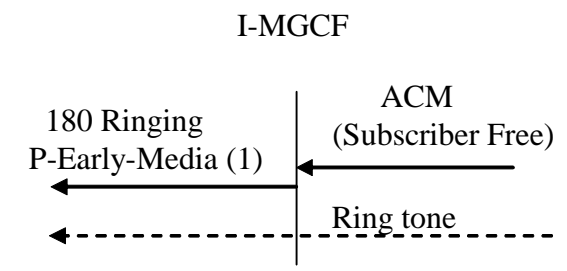 I-MGCF
ACM
180 Ringing
(Subscriber Free)
P-Early-Media (1)
Ring tone